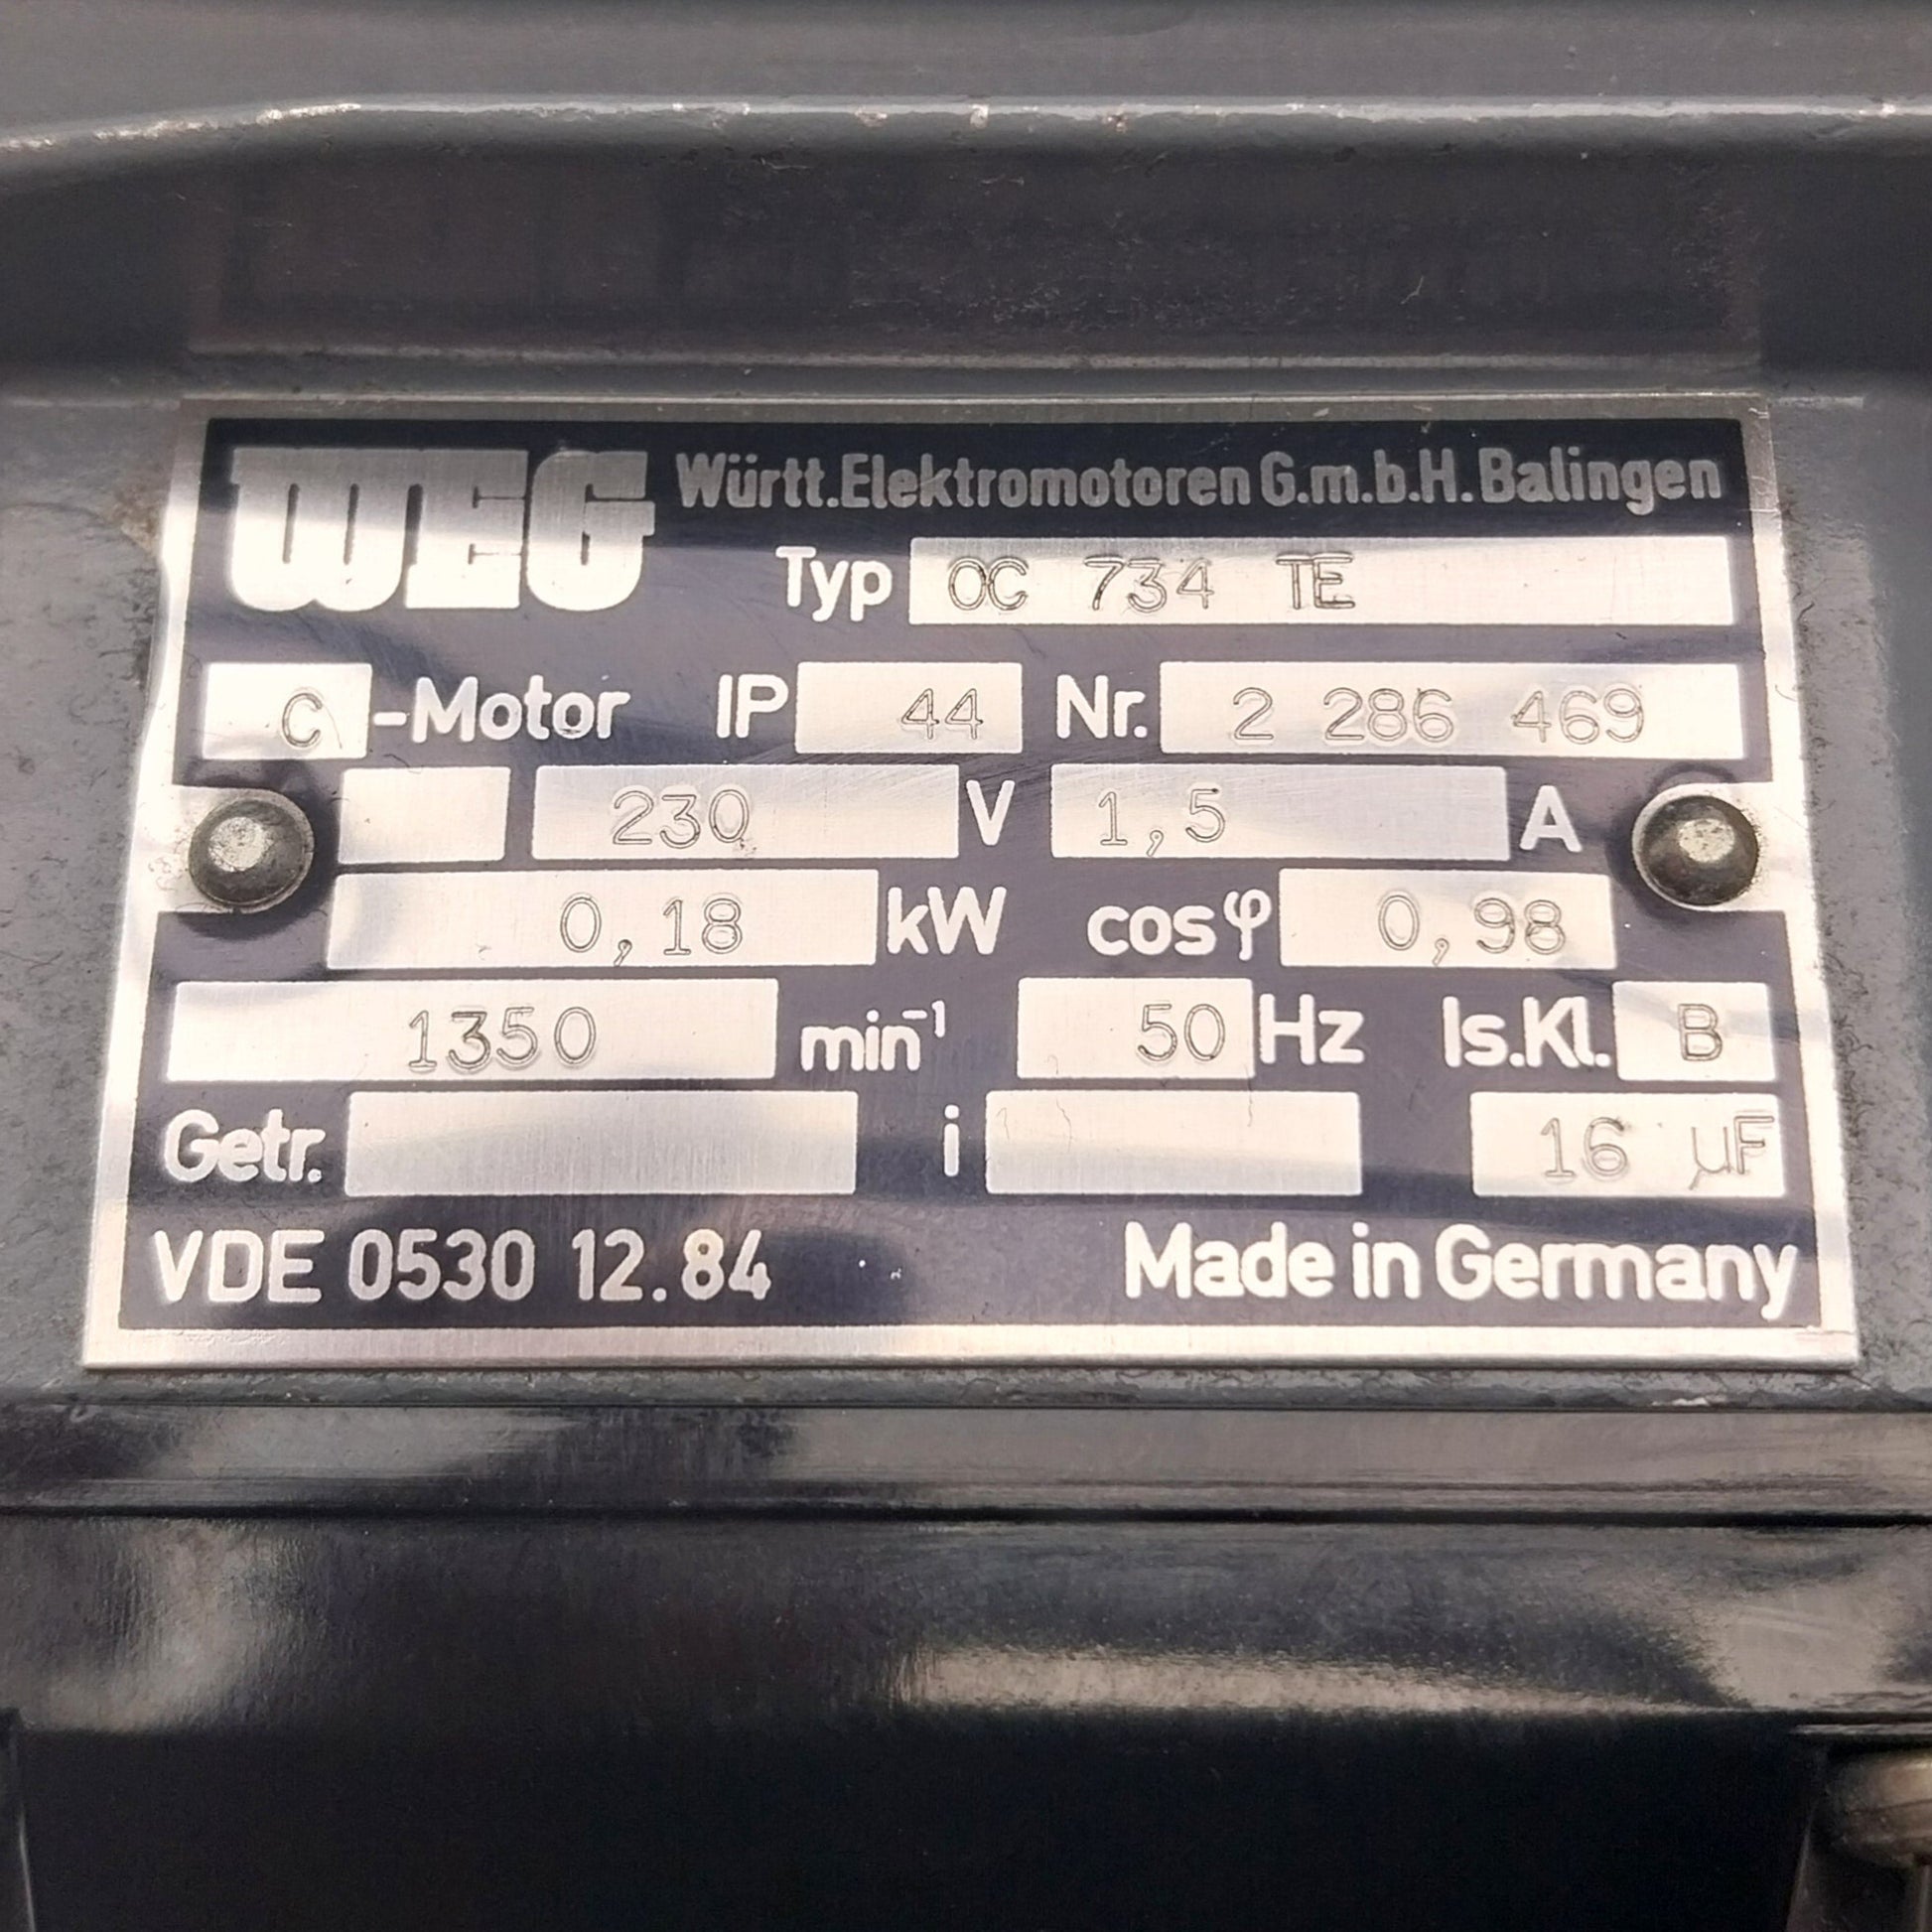 WEG Württ.Elektromotoren G.m.b.H. Balingen
Typ OC 734 TE
C -Motor IP 44 Nr. 2 286 469
230 V 1,5 A
0,18 kW cosφ 0,98
1350 min⁻¹ 50 Hz Is.Kl. B
Getr. i 16 µF
VDE 0530 12.84 Made in Germany